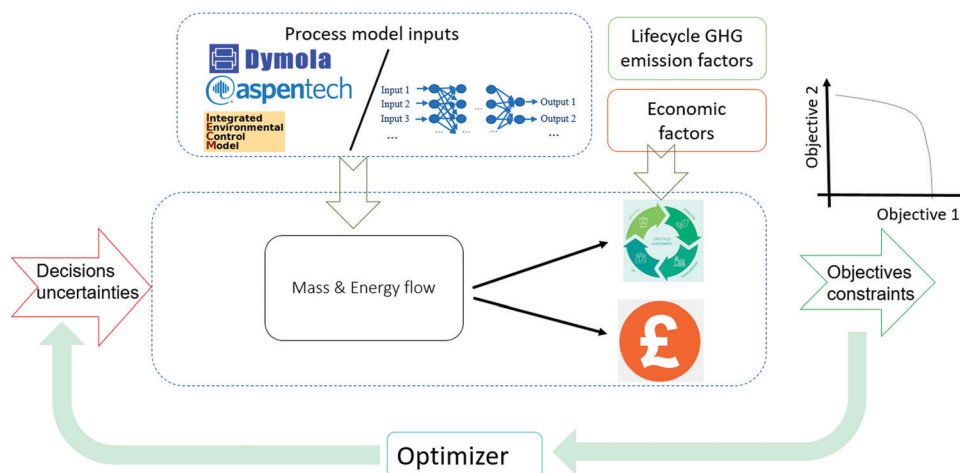 Process model inputs
Dymola
aspentech
Integrated
Environmental
Control
Model
Input 1
Input 2
Input 3
...
...
...
Output 1
Output 2
...
Lifecycle GHG
emission factors
Economic
factors
Objective 2
Objective 1
Decisions
uncertainties
Mass & Energy flow
£
Objectives
constraints
Optimizer